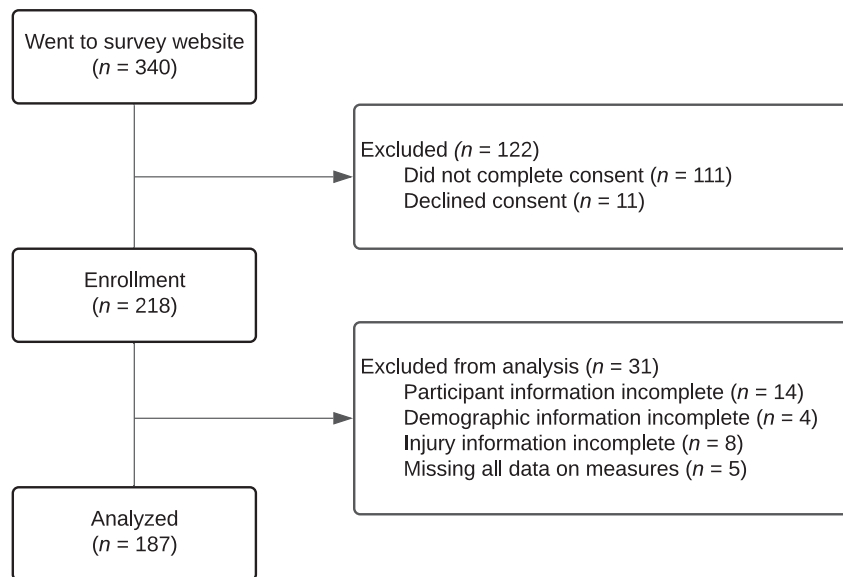 Went to survey website
(n = 340)
Excluded (n = 122)
Did not complete consent (n = 111)
Declined consent (n = 11)
Enrollment
(n = 218)
Excluded from analysis (n = 31)
Participant information incomplete (n = 14)
Demographic information incomplete (n = 4)
Injury information incomplete (n = 8)
Missing all data on measures (n = 5)
Analyzed
(n = 187)